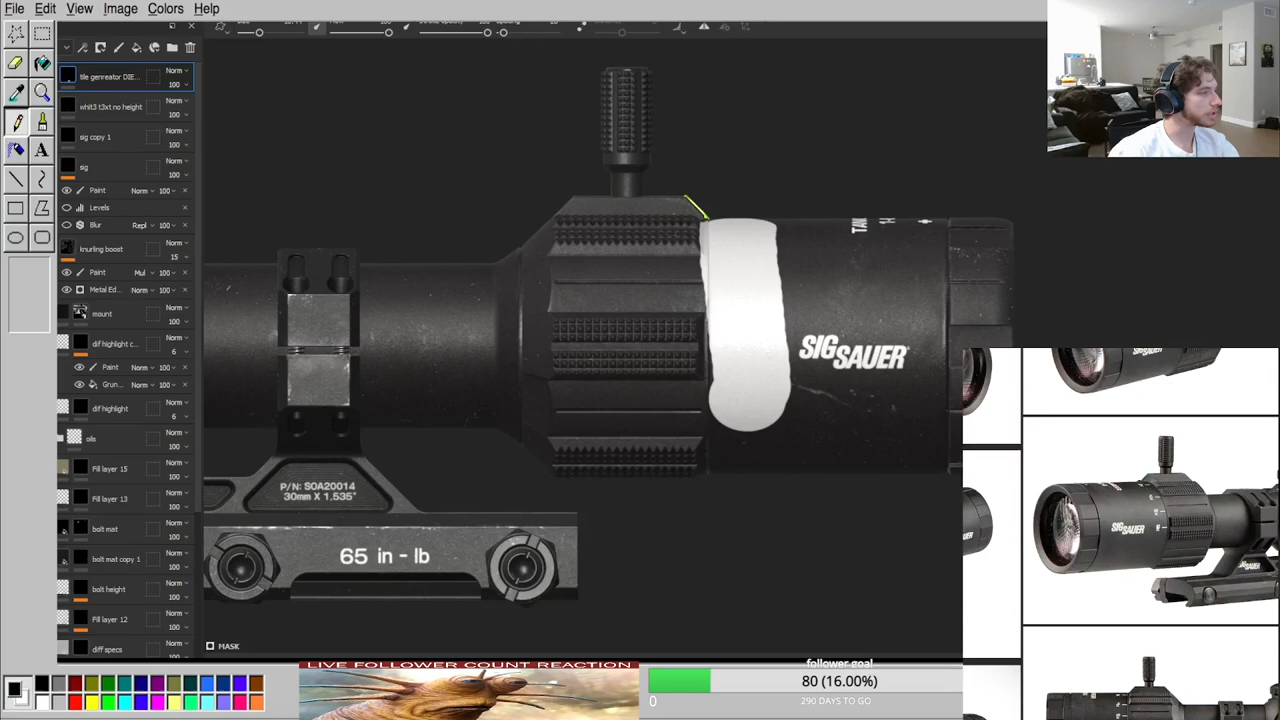 File Edit View Image Colors Help
tile genreator DIE... Norm 100
whit3 t3xt no height Norm 100
sig copy 1 Norm 100
sig Norm 100
Paint Norm 100
Levels
Blur Repl 100
knurling boost Norm 15
Paint Mul 100
Metal Ed... Norm 100
mount Norm 100
dif highlight c... Norm 6
Paint Norm 100
Grun... Norm 100
dif highlight Norm 6
oils Norm 100
Fill layer 15 Norm 100
Fill layer 13 Norm 100
bolt mat Norm 100
bolt mat copy 1 Norm 100
bolt height Norm 100
Fill layer 12 Norm 100
diff specs Norm
SIG SAUER
P/N: SOA20014
30mm X 1.535"
65 in - lb
MASK
SIG SAUER
LIVE FOLLOWER COUNT REACTION
follower goal
80 (16.00%)
0
290 DAYS TO GO